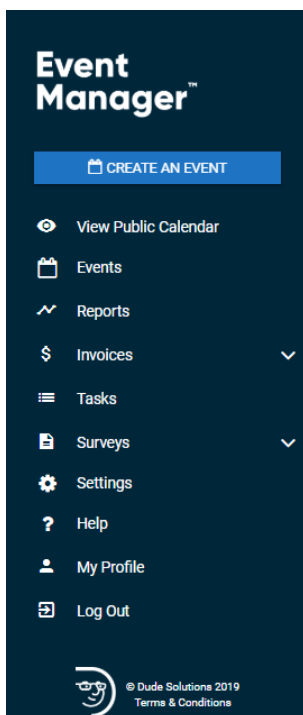 Event
Manager™
CREATE AN EVENT
View Public Calendar
Events
Reports
$ Invoices
Tasks
Surveys
Settings
? Help
My Profile
Log Out
© Dude Solutions 2019
Terms & Conditions